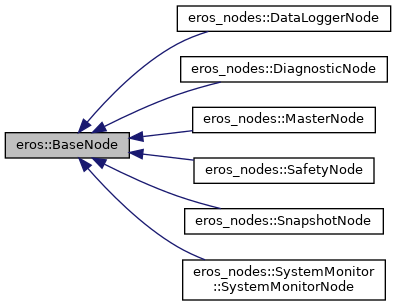 eros_nodes::DataLoggerNode
eros_nodes::DiagnosticNode
eros_nodes::MasterNode
eros::BaseNode
eros_nodes::SafetyNode
eros_nodes::SnapshotNode
eros_nodes::SystemMonitor
::SystemMonitorNode